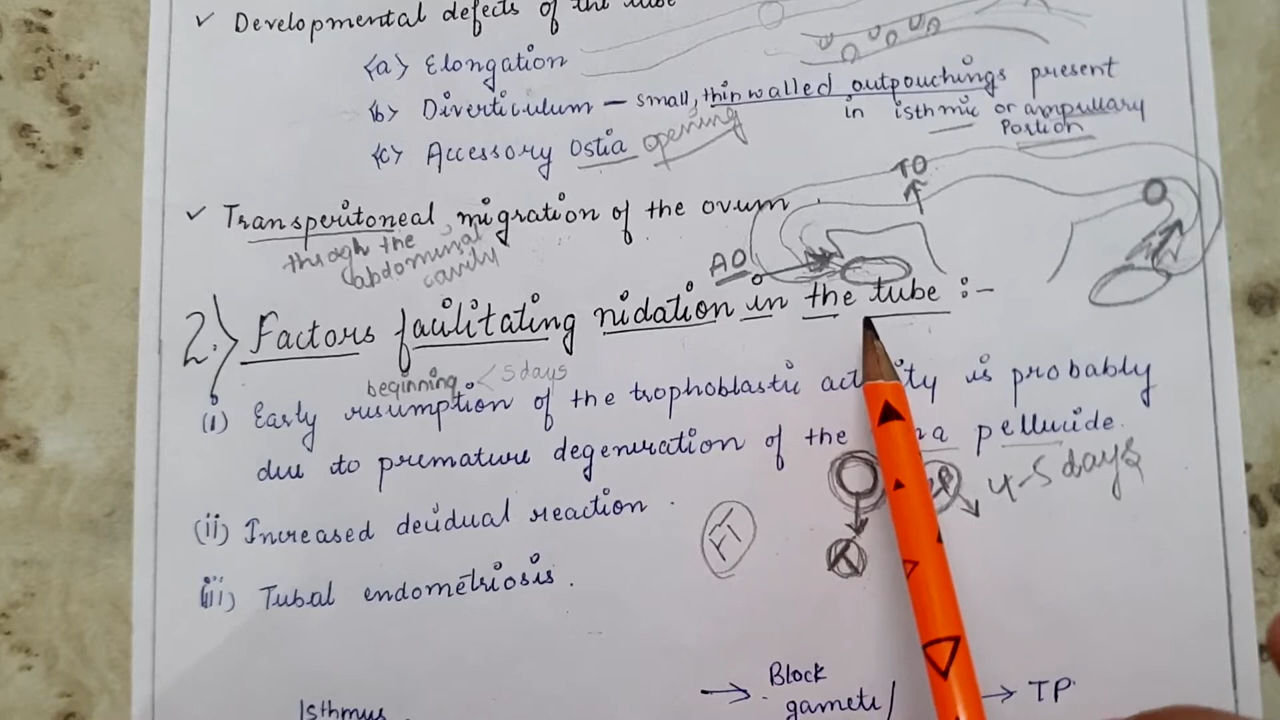 ✓ Developmental defects of the tube
<a> Elongation
<b> Diverticulum — small, thin walled outpouchings present
in isthmic or ampullary
Portion
<c> Accessory Ostia opening
TO
✓ Transperitoneal migration of the ovum
through the
abdominal
cavity
AO
2.) Factors facilitating nidation in the tube :-
beginning < 5 days
(i) Early resumption of the trophoblastic activity is probably
due to premature degeneration of the pellucide.
4-5 days
(ii) Increased decidual reaction.
FT
(iii) Tubal endometriosis.
Block
→ gamete/ → TP
Isthmus